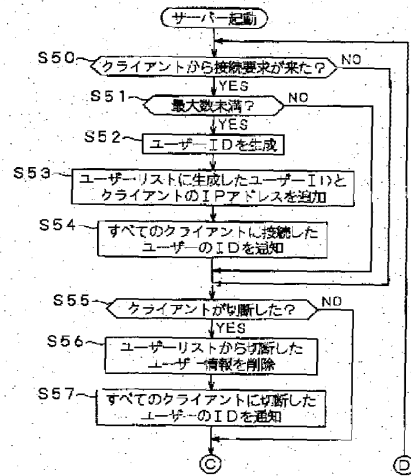 サーバー起動
S50 クライアントから接続要求が来た? NO
YES
S51 最大数未満? NO
YES
S52 ユーザーIDを生成
S53 ユーザーリストに生成したユーザーIDと
クライアントのIPアドレスを追加
S54 すべてのクライアントに接続した
ユーザーのIDを通知
S55 クライアントが切断した? NO
YES
S56 ユーザーリストから切断した
ユーザー情報を削除
S57 すべてのクライアントに切断した
ユーザーのIDを通知
C D